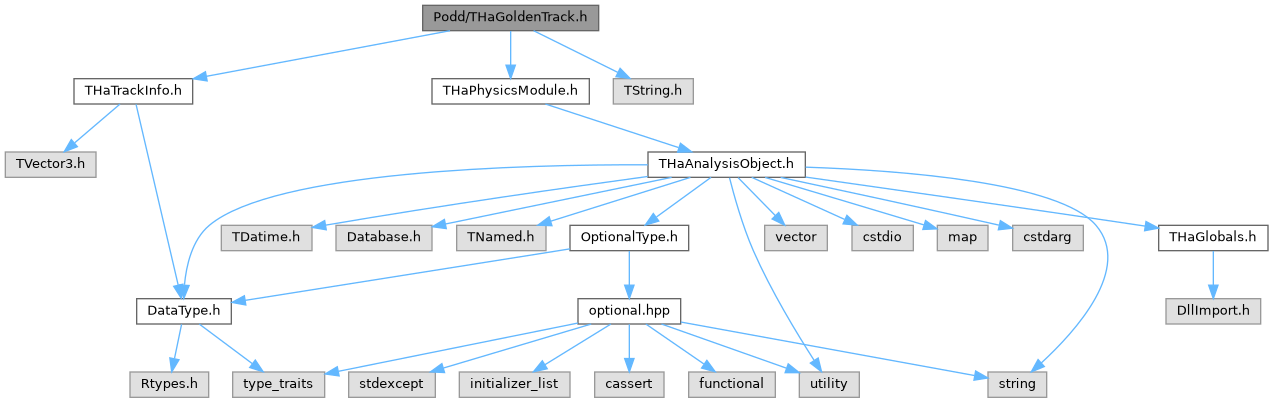 Podd/THaGoldenTrack.h
THaTrackInfo.h
THaPhysicsModule.h
TString.h
TVector3.h
THaAnalysisObject.h
TDatime.h
Database.h
TNamed.h
OptionalType.h
vector
cstdio
map
cstdarg
THaGlobals.h
DataType.h
optional.hpp
DllImport.h
Rtypes.h
type_traits
stdexcept
initializer_list
cassert
functional
utility
string